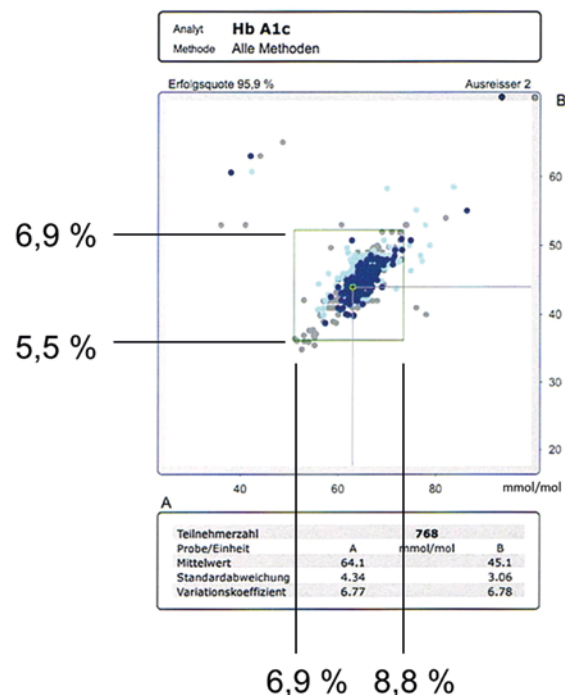 Analyt Hb A1c
Methode Alle Methoden
Erfolgsquote 95,9 % Ausreisser 2
B
60
6,9 %
50
40
5,5 %
30
20
40 60 80 mmol/mol
A
Teilnehmerzahl 768
Probe/Einheit A mmol/mol B
Mittelwert 64.1 45.1
Standardabweichung 4.34 3.06
Variationskoeffizient 6.77 6.78
6,9 % 8,8 %